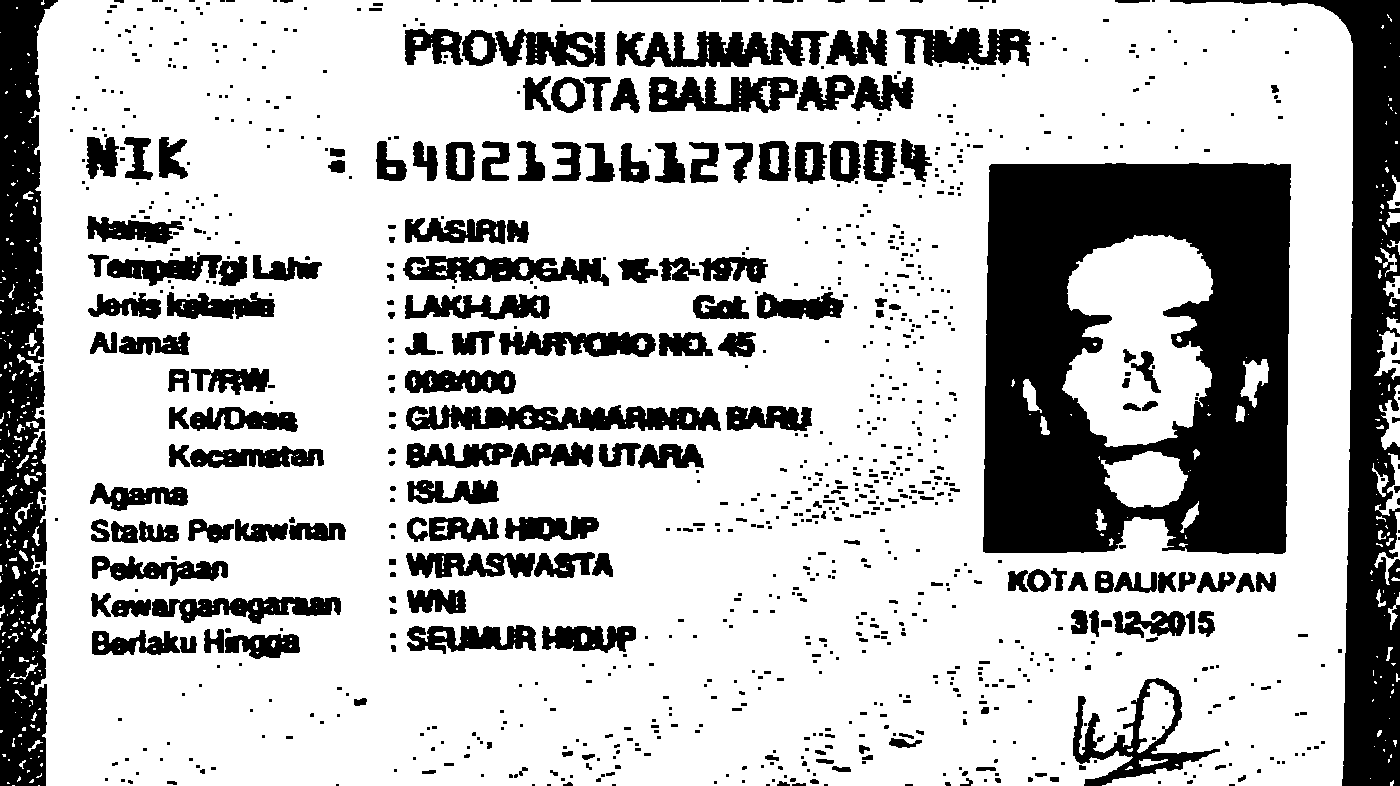 PROVINSI KALIMANTAN TIMUR
KOTA BALIKPAPAN
NIK : 6402131612700004
Nama : KASIRIN
Tempat/Tgl Lahir : GEROBOGAN, 16-12-1970
Jenis kelamin : LAKI-LAKI Gol. Darah : -
Alamat : JL. MT HARYONO NO. 45
RT/RW : 008/000
Kel/Desa : GUNUNGSAMARINDA BARU
Kecamatan : BALIKPAPAN UTARA
Agama : ISLAM
Status Perkawinan : CERAI HIDUP
Pekerjaan : WIRASWASTA
Kewarganegaraan : WNI
Berlaku Hingga : SEUMUR HIDUP
KOTA BALIKPAPAN
31-12-2015